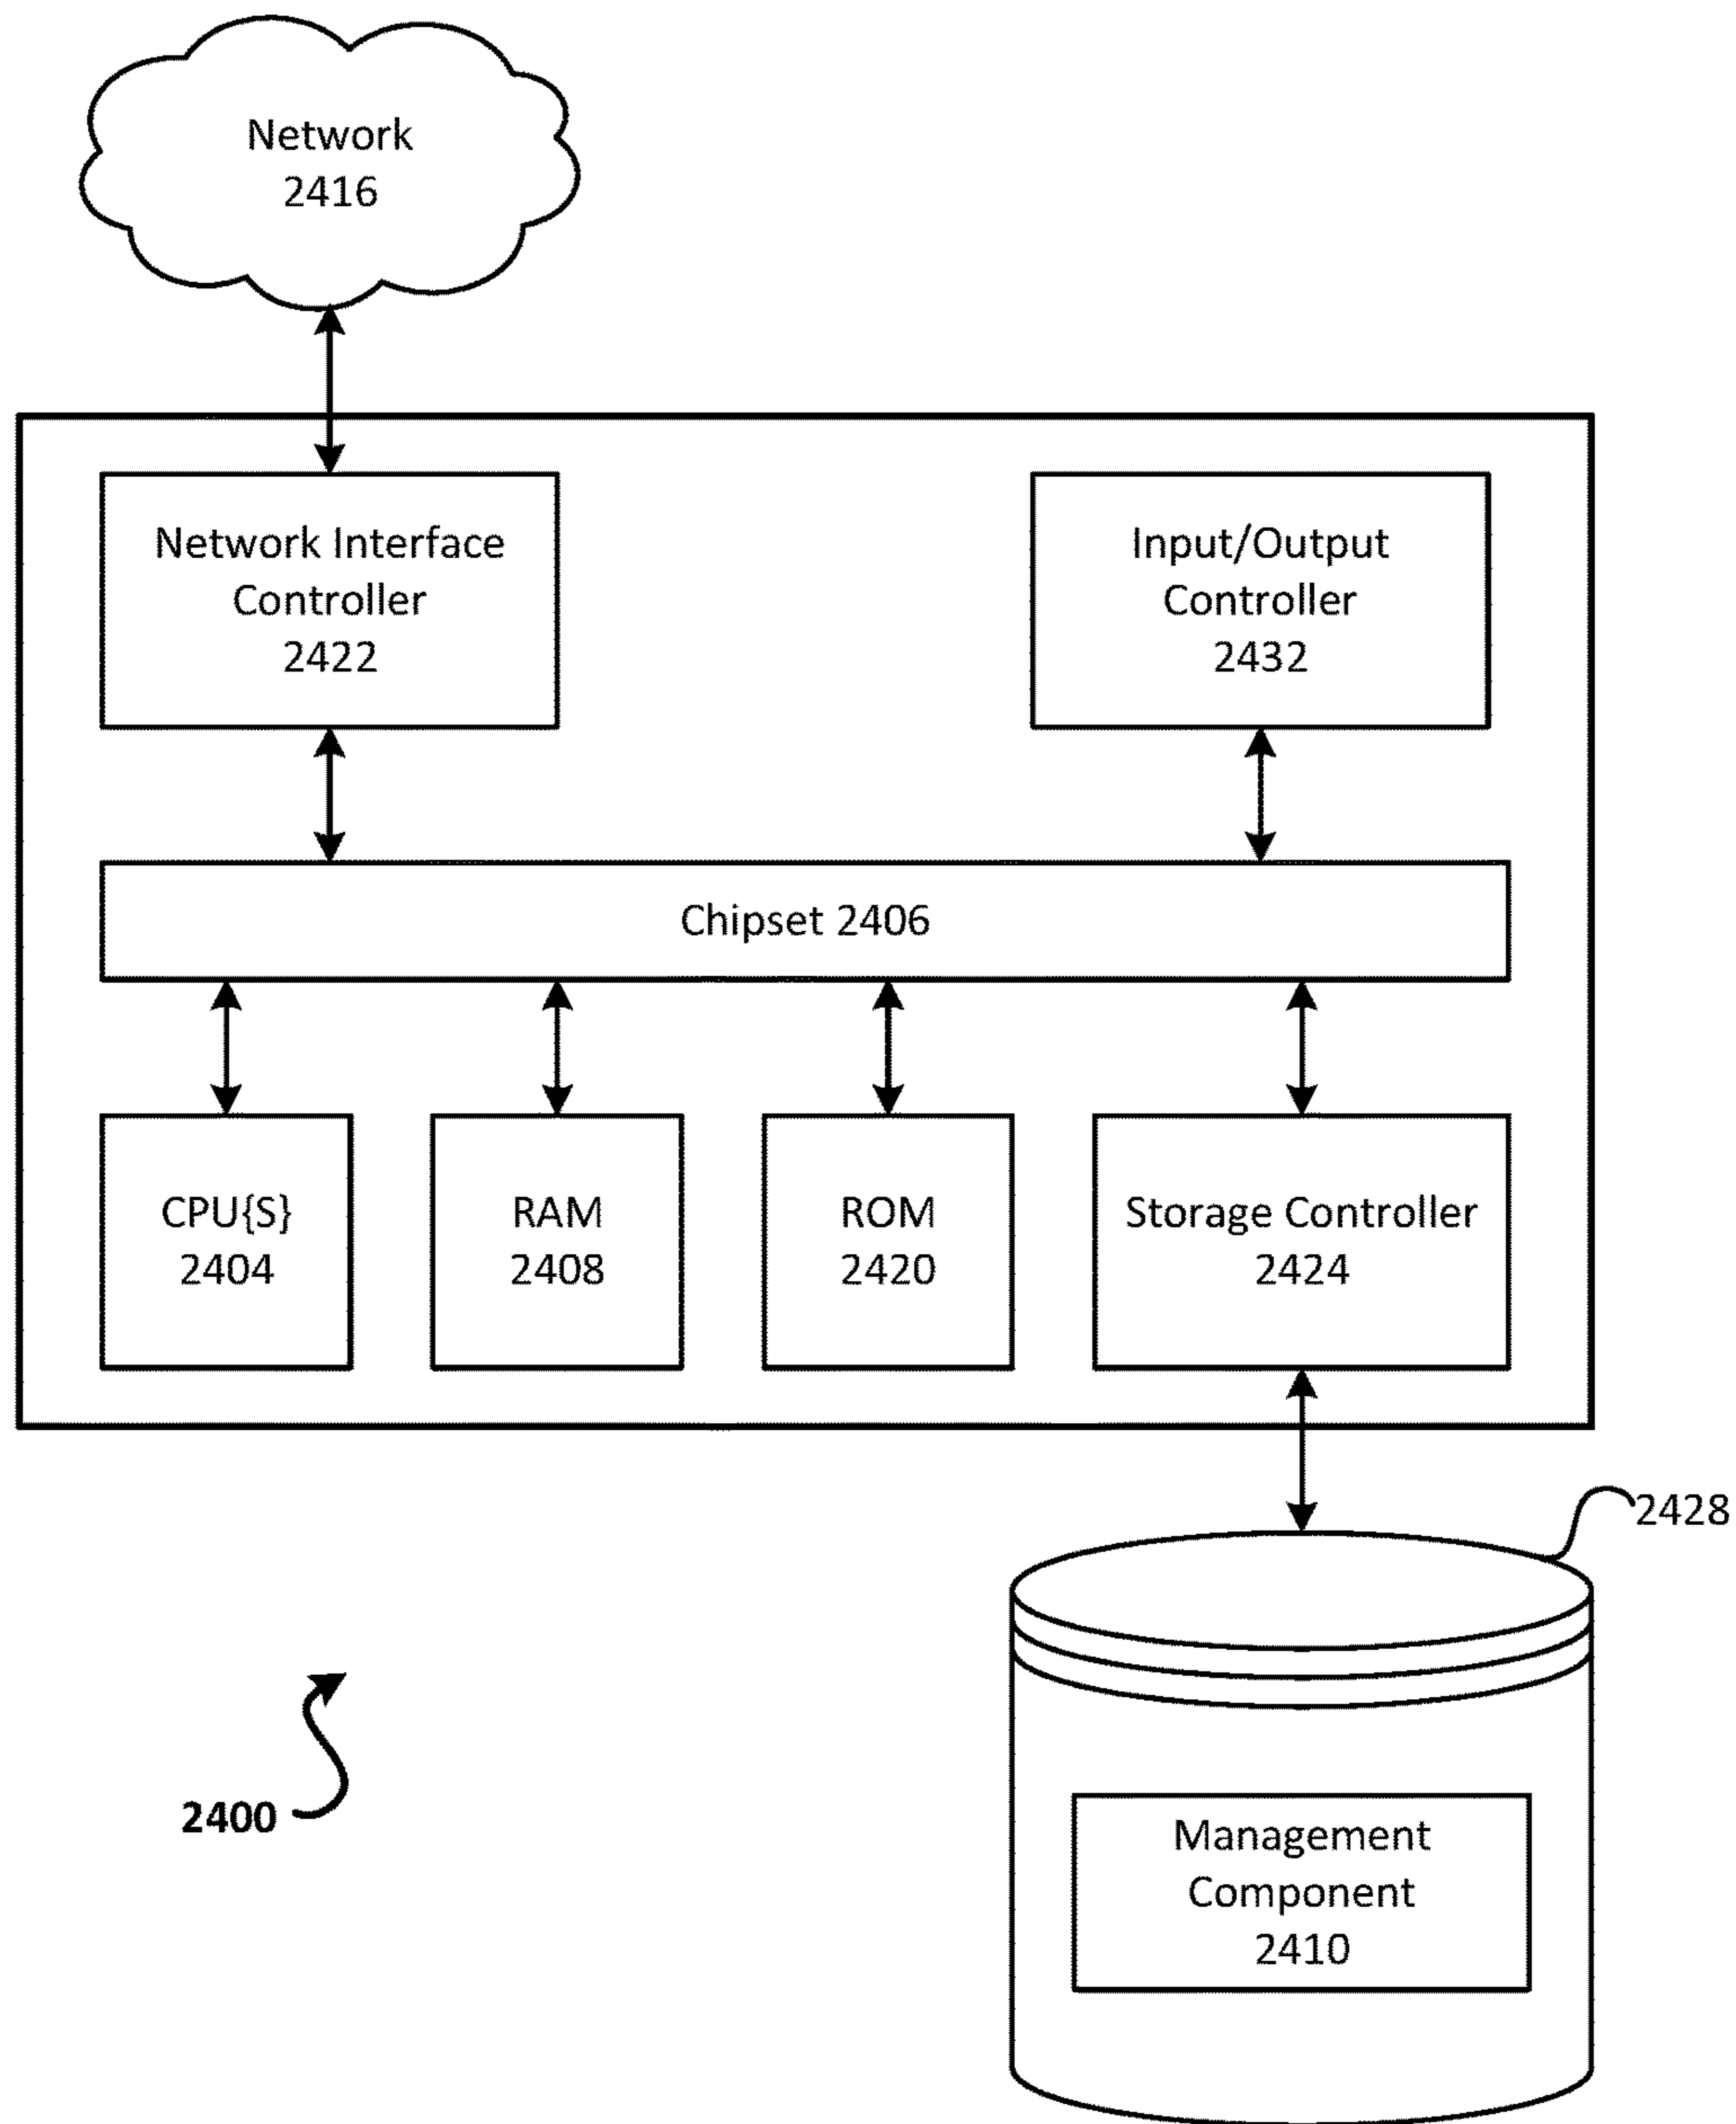 Network
2416
Network Interface
Controller
2422
Input/Output
Controller
2432
Chipset 2406
CPU{S}
2404
RAM
2408
ROM
2420
Storage Controller
2424
2428
2400
Management
Component
2410